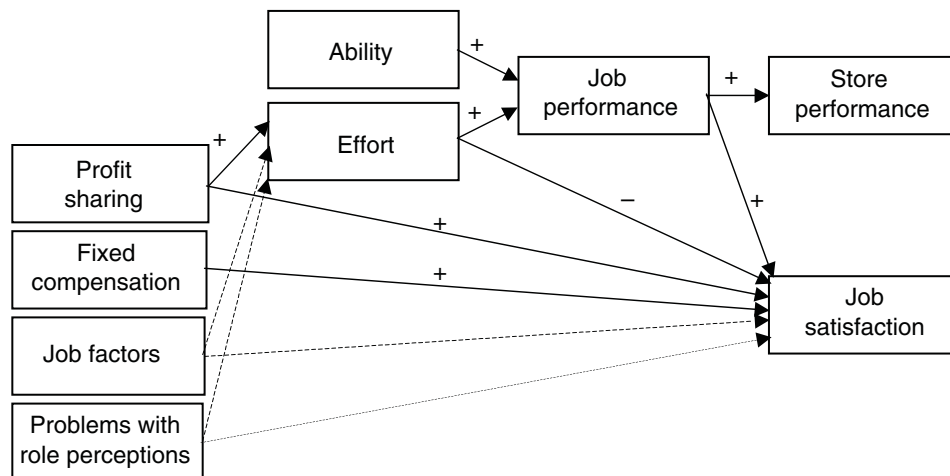 Ability
+
Job
performance
+
Store
performance
Effort
+
+
Profit
sharing
–
+
+
Fixed
compensation
+
Job
satisfaction
Job factors
Problems with
role perceptions